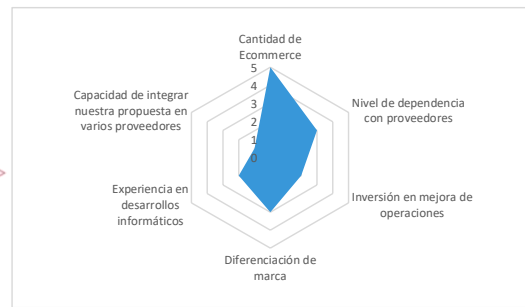 Cantidad de
Ecommerce
5
4
3
2
1
0
Nivel de dependencia
con proveedores
Inversión en mejora de
operaciones
Diferenciación de
marca
Experiencia en
desarrollos
informáticos
Capacidad de integrar
nuestra propuesta en
varios proveedores